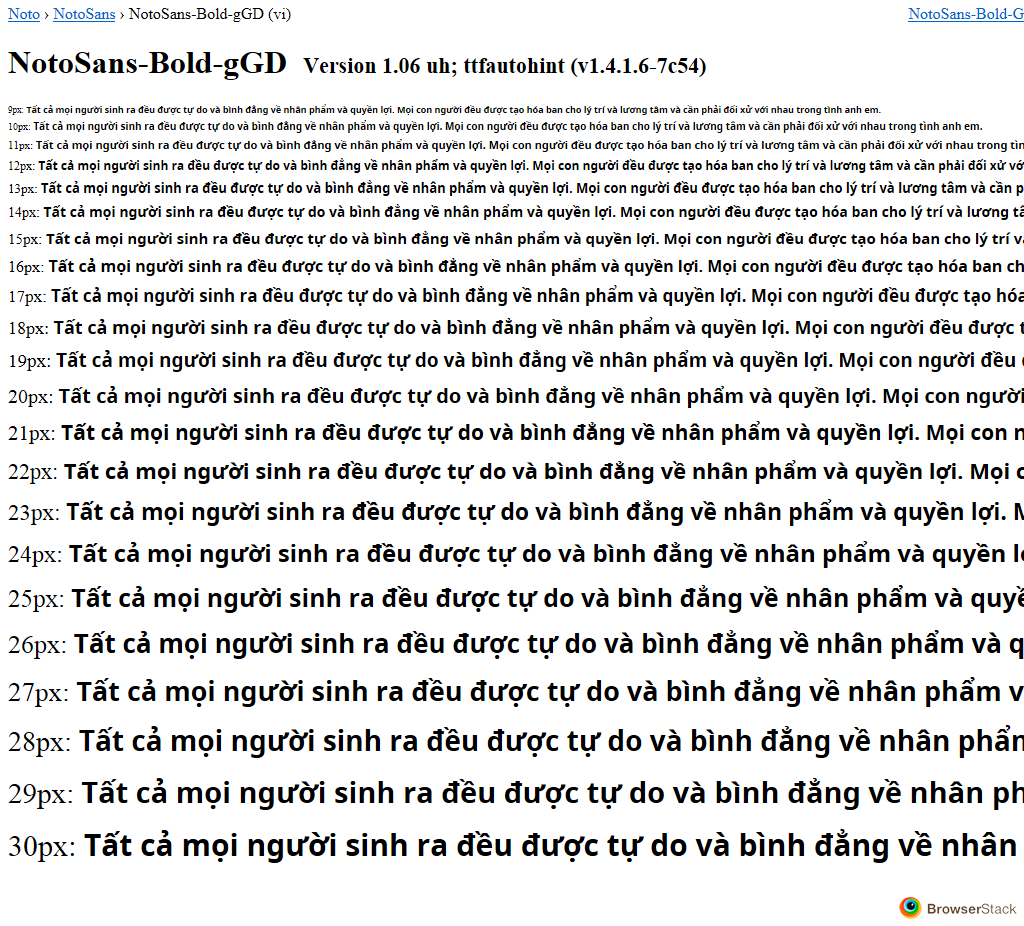 Noto › NotoSans › NotoSans-Bold-gGD (vi) NotoSans-Bold-G
NotoSans-Bold-gGD Version 1.06 uh; ttfautohint (v1.4.1.6-7c54)
9px: Tất cả mọi người sinh ra đều được tự do và bình đẳng về nhân phẩm và quyền lợi. Mọi con người đều được tạo hóa ban cho lý trí và lương tâm và cần phải đối xử với nhau trong tình anh em.
10px: Tất cả mọi người sinh ra đều được tự do và bình đẳng về nhân phẩm và quyền lợi. Mọi con người đều được tạo hóa ban cho lý trí và lương tâm và cần phải đối xử với nhau trong tình anh em.
11px: Tất cả mọi người sinh ra đều được tự do và bình đẳng về nhân phẩm và quyền lợi. Mọi con người đều được tạo hóa ban cho lý trí và lương tâm và cần phải đối xử với nhau trong tìn
12px: Tất cả mọi người sinh ra đều được tự do và bình đẳng về nhân phẩm và quyền lợi. Mọi con người đều được tạo hóa ban cho lý trí và lương tâm và cần phải đối xử vớ
13px: Tất cả mọi người sinh ra đều được tự do và bình đẳng về nhân phẩm và quyền lợi. Mọi con người đều được tạo hóa ban cho lý trí và lương tâm và cần p
14px: Tất cả mọi người sinh ra đều được tự do và bình đẳng về nhân phẩm và quyền lợi. Mọi con người đều được tạo hóa ban cho lý trí và lương tâ
15px: Tất cả mọi người sinh ra đều được tự do và bình đẳng về nhân phẩm và quyền lợi. Mọi con người đều được tạo hóa ban cho lý trí v
16px: Tất cả mọi người sinh ra đều được tự do và bình đẳng về nhân phẩm và quyền lợi. Mọi con người đều được tạo hóa ban ch
17px: Tất cả mọi người sinh ra đều được tự do và bình đẳng về nhân phẩm và quyền lợi. Mọi con người đều được tạo hóa
18px: Tất cả mọi người sinh ra đều được tự do và bình đẳng về nhân phẩm và quyền lợi. Mọi con người đều được t
19px: Tất cả mọi người sinh ra đều được tự do và bình đẳng về nhân phẩm và quyền lợi. Mọi con người đều
20px: Tất cả mọi người sinh ra đều được tự do và bình đẳng về nhân phẩm và quyền lợi. Mọi con người
21px: Tất cả mọi người sinh ra đều được tự do và bình đẳng về nhân phẩm và quyền lợi. Mọi con n
22px: Tất cả mọi người sinh ra đều được tự do và bình đẳng về nhân phẩm và quyền lợi. Mọi c
23px: Tất cả mọi người sinh ra đều được tự do và bình đẳng về nhân phẩm và quyền lợi. M
24px: Tất cả mọi người sinh ra đều được tự do và bình đẳng về nhân phẩm và quyền l
25px: Tất cả mọi người sinh ra đều được tự do và bình đẳng về nhân phẩm và quyề
26px: Tất cả mọi người sinh ra đều được tự do và bình đẳng về nhân phẩm và q
27px: Tất cả mọi người sinh ra đều được tự do và bình đẳng về nhân phẩm v
28px: Tất cả mọi người sinh ra đều được tự do và bình đẳng về nhân phẩm
29px: Tất cả mọi người sinh ra đều được tự do và bình đẳng về nhân ph
30px: Tất cả mọi người sinh ra đều được tự do và bình đẳng về nhân
BrowserStack